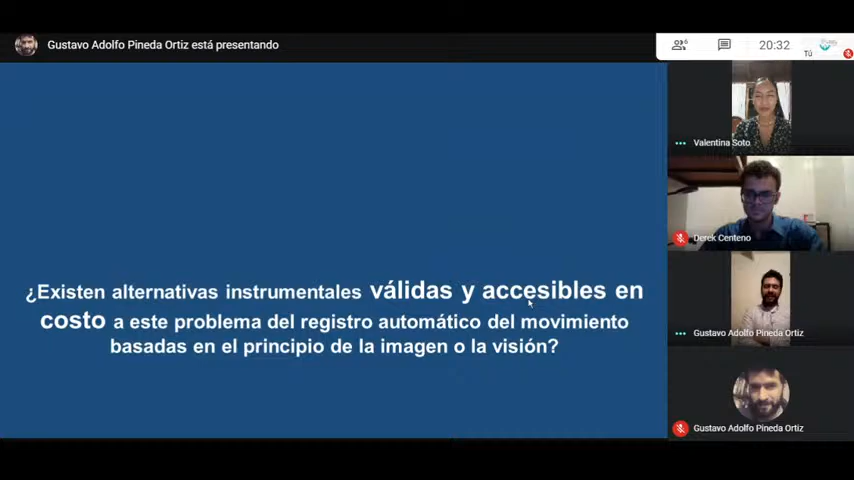 Gustavo Adolfo Pineda Ortiz está presentando
6
20:32
Tú
Valentina Soto
Derek Centeno
Gustavo Adolfo Pineda Ortiz
Gustavo Adolfo Pineda Ortiz
¿Existen alternativas instrumentales válidas y accesibles en
costo a este problema del registro automático del movimiento
basadas en el principio de la imagen o la visión?